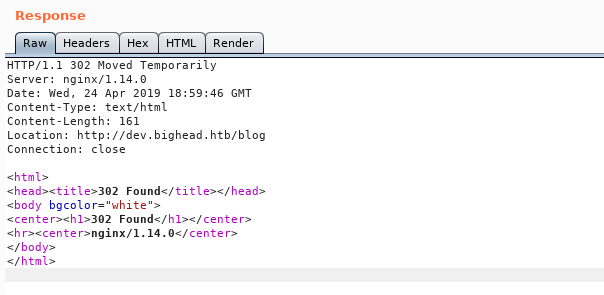 Response
Raw Headers Hex HTML Render
HTTP/1.1 302 Moved Temporarily
Server: nginx/1.14.0
Date: Wed, 24 Apr 2019 18:59:46 GMT
Content-Type: text/html
Content-Length: 161
Location: http://dev.bighead.htb/blog
Connection: close
<html>
<head><title>302 Found</title></head>
<body bgcolor="white">
<center><h1>302 Found</h1></center>
<hr><center>nginx/1.14.0</center>
</body>
</html>